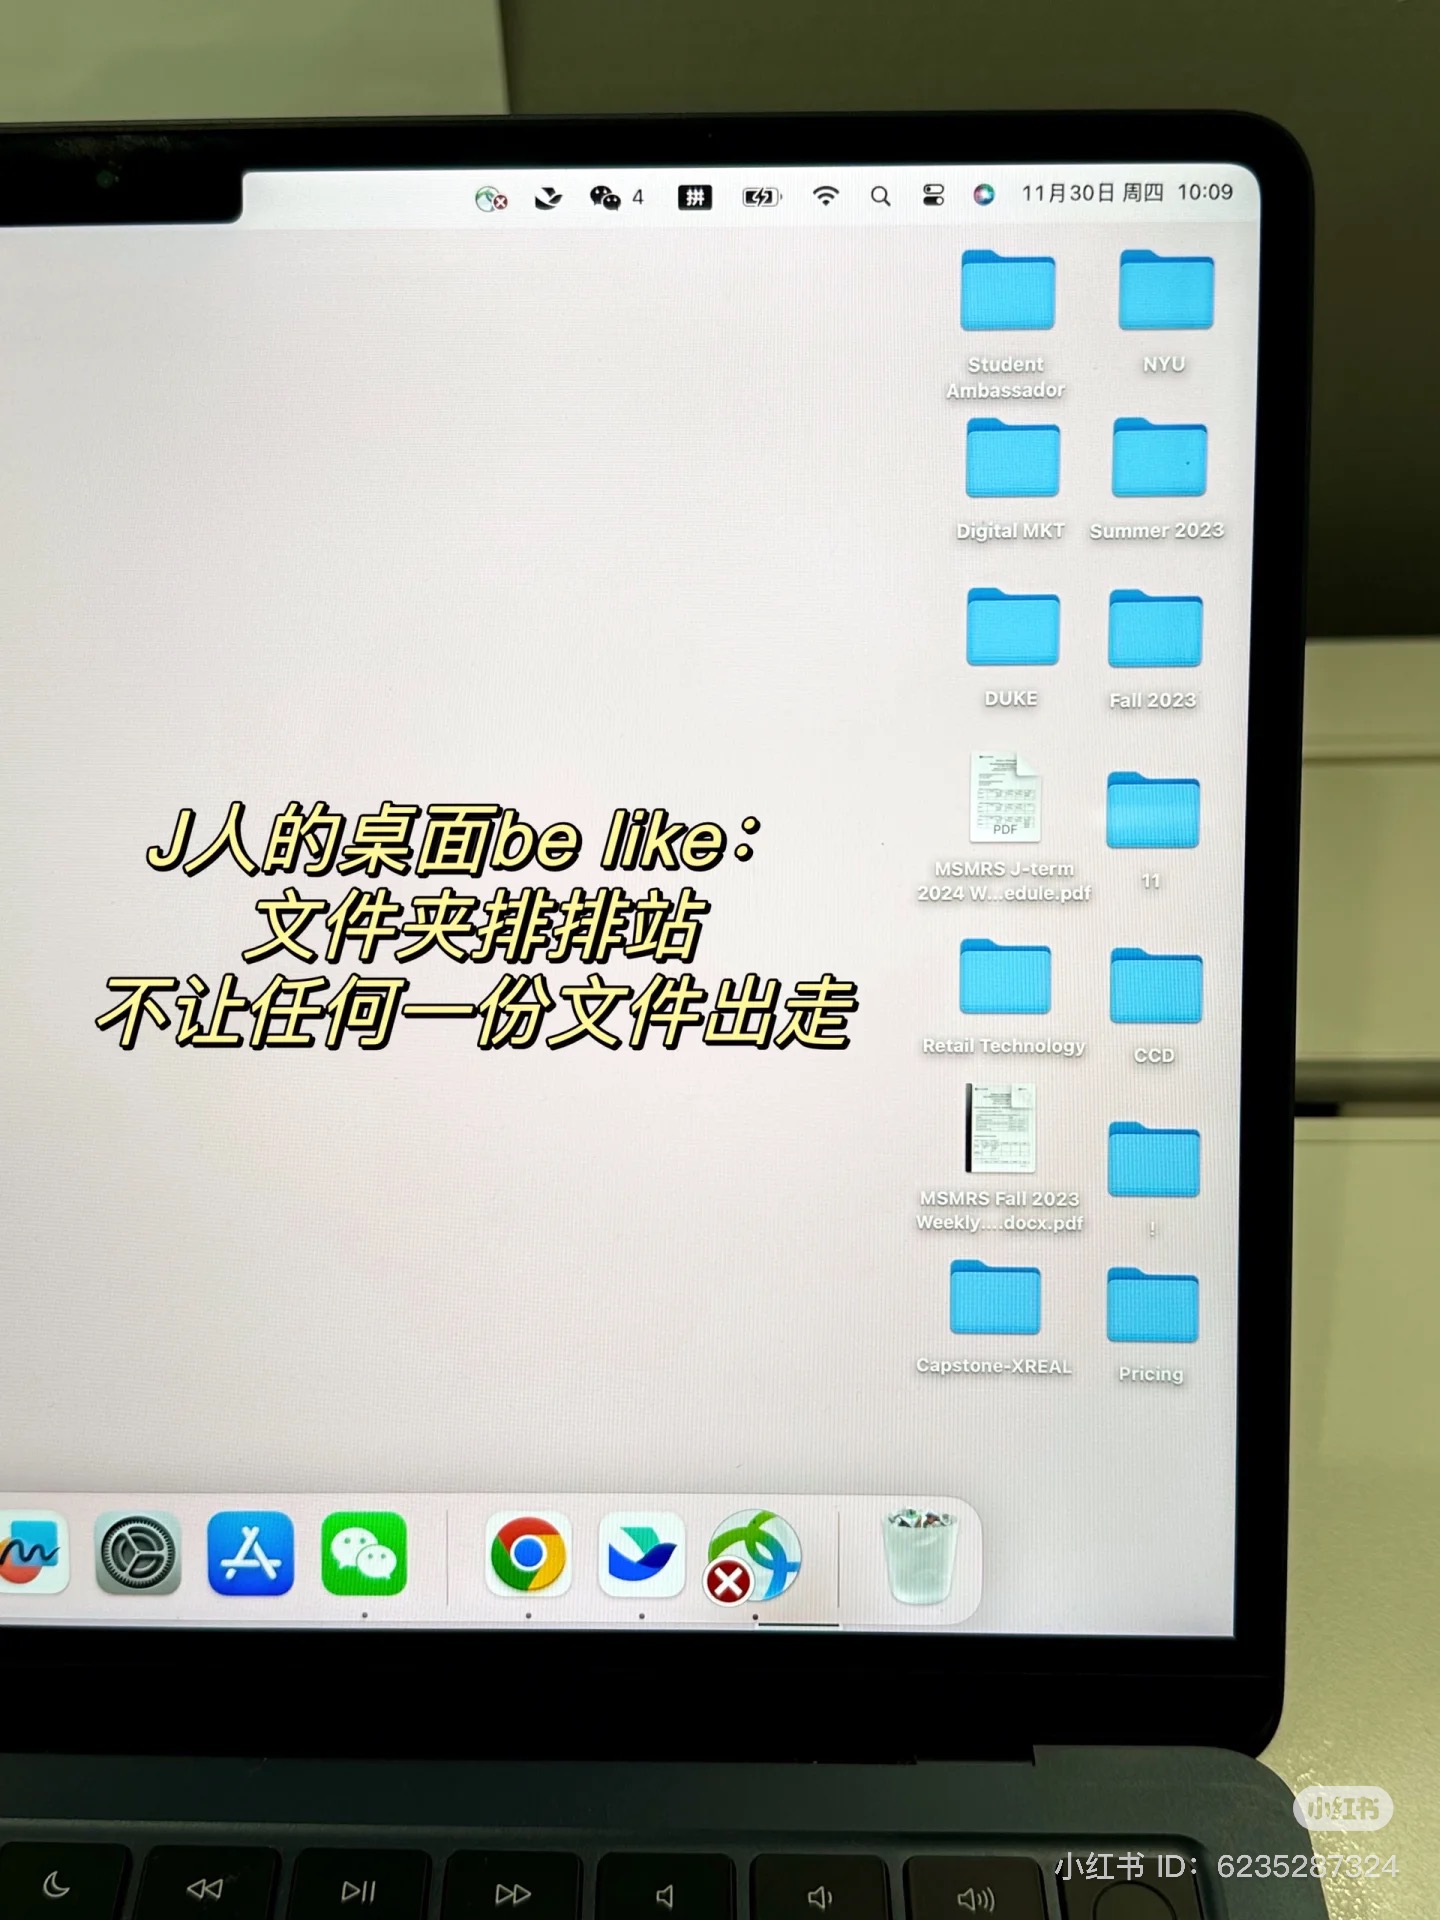 4 拼 11月30日 周四 10:09
Student
Ambassador
NYU
Digital MKT
Summer 2023
DUKE
Fall 2023
PDF
MSMRS J-term
2024 W...edule.pdf
11
J人的桌面be like：
文件夹排排站
不让任何一份文件出走
Retail Technology
CCD
MSMRS Fall 2023
Weekly....docx.pdf
!
Capstone-XREAL
Pricing
小红书
小红书 ID：6235287324